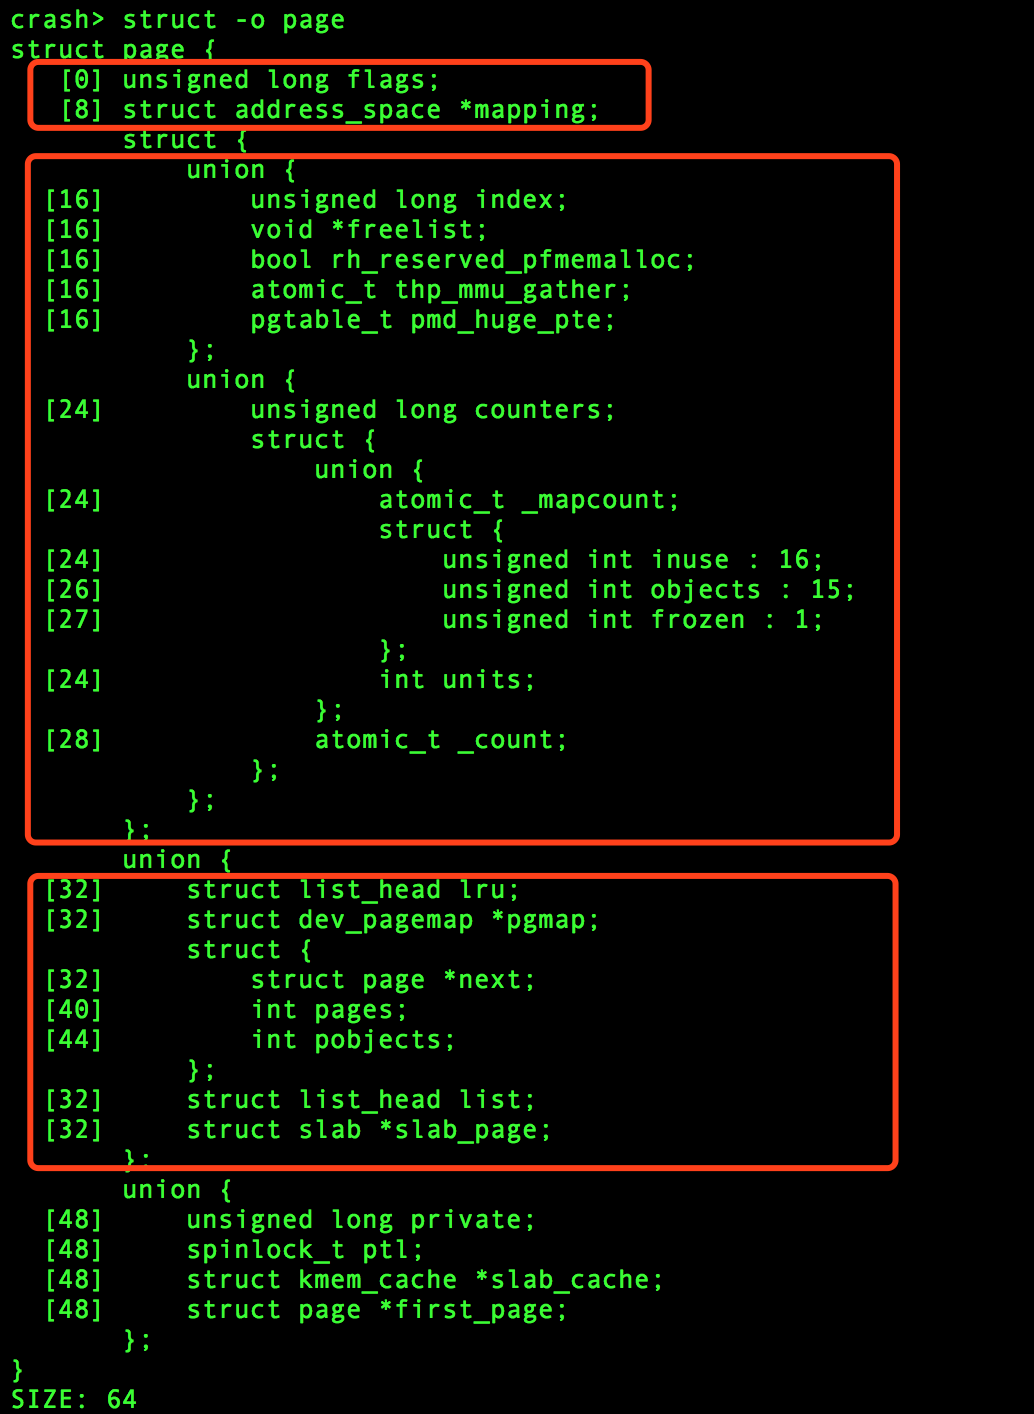 crash> struct -o page
struct page {
   [0] unsigned long flags;
   [8] struct address_space *mapping;
       struct {
           union {
  [16]         unsigned long index;
  [16]         void *freelist;
  [16]         bool rh_reserved_pfmemalloc;
  [16]         atomic_t thp_mmu_gather;
  [16]         pgtable_t pmd_huge_pte;
           };
           union {
  [24]         unsigned long counters;
               struct {
                   union {
  [24]                 atomic_t _mapcount;
                       struct {
  [24]                     unsigned int inuse : 16;
  [26]                     unsigned int objects : 15;
  [27]                     unsigned int frozen : 1;
                       };
  [24]                 int units;
                   };
  [28]             atomic_t _count;
               };
           };
       };
       union {
  [32]     struct list_head lru;
  [32]     struct dev_pagemap *pgmap;
           struct {
  [32]         struct page *next;
  [40]         int pages;
  [44]         int pobjects;
           };
  [32]     struct list_head list;
  [32]     struct slab *slab_page;
       };
       union {
  [48]     unsigned long private;
  [48]     spinlock_t ptl;
  [48]     struct kmem_cache *slab_cache;
  [48]     struct page *first_page;
       };
}
SIZE: 64